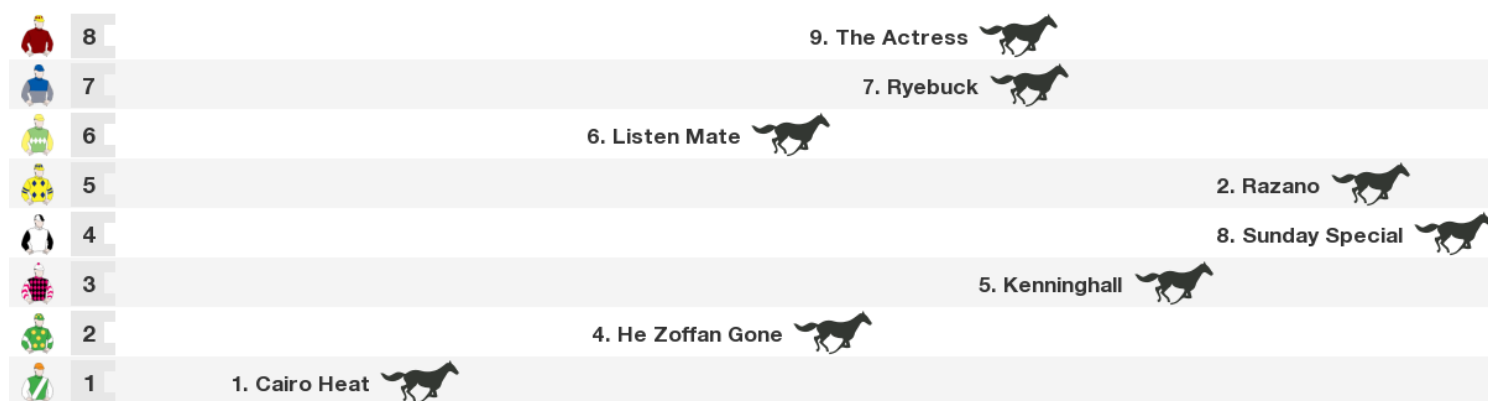 8 9. The Actress
7 7. Ryebuck
6 6. Listen Mate
5 2. Razano
4 8. Sunday Special
3 5. Kenninghall
2 4. He Zoffan Gone
1 1. Cairo Heat